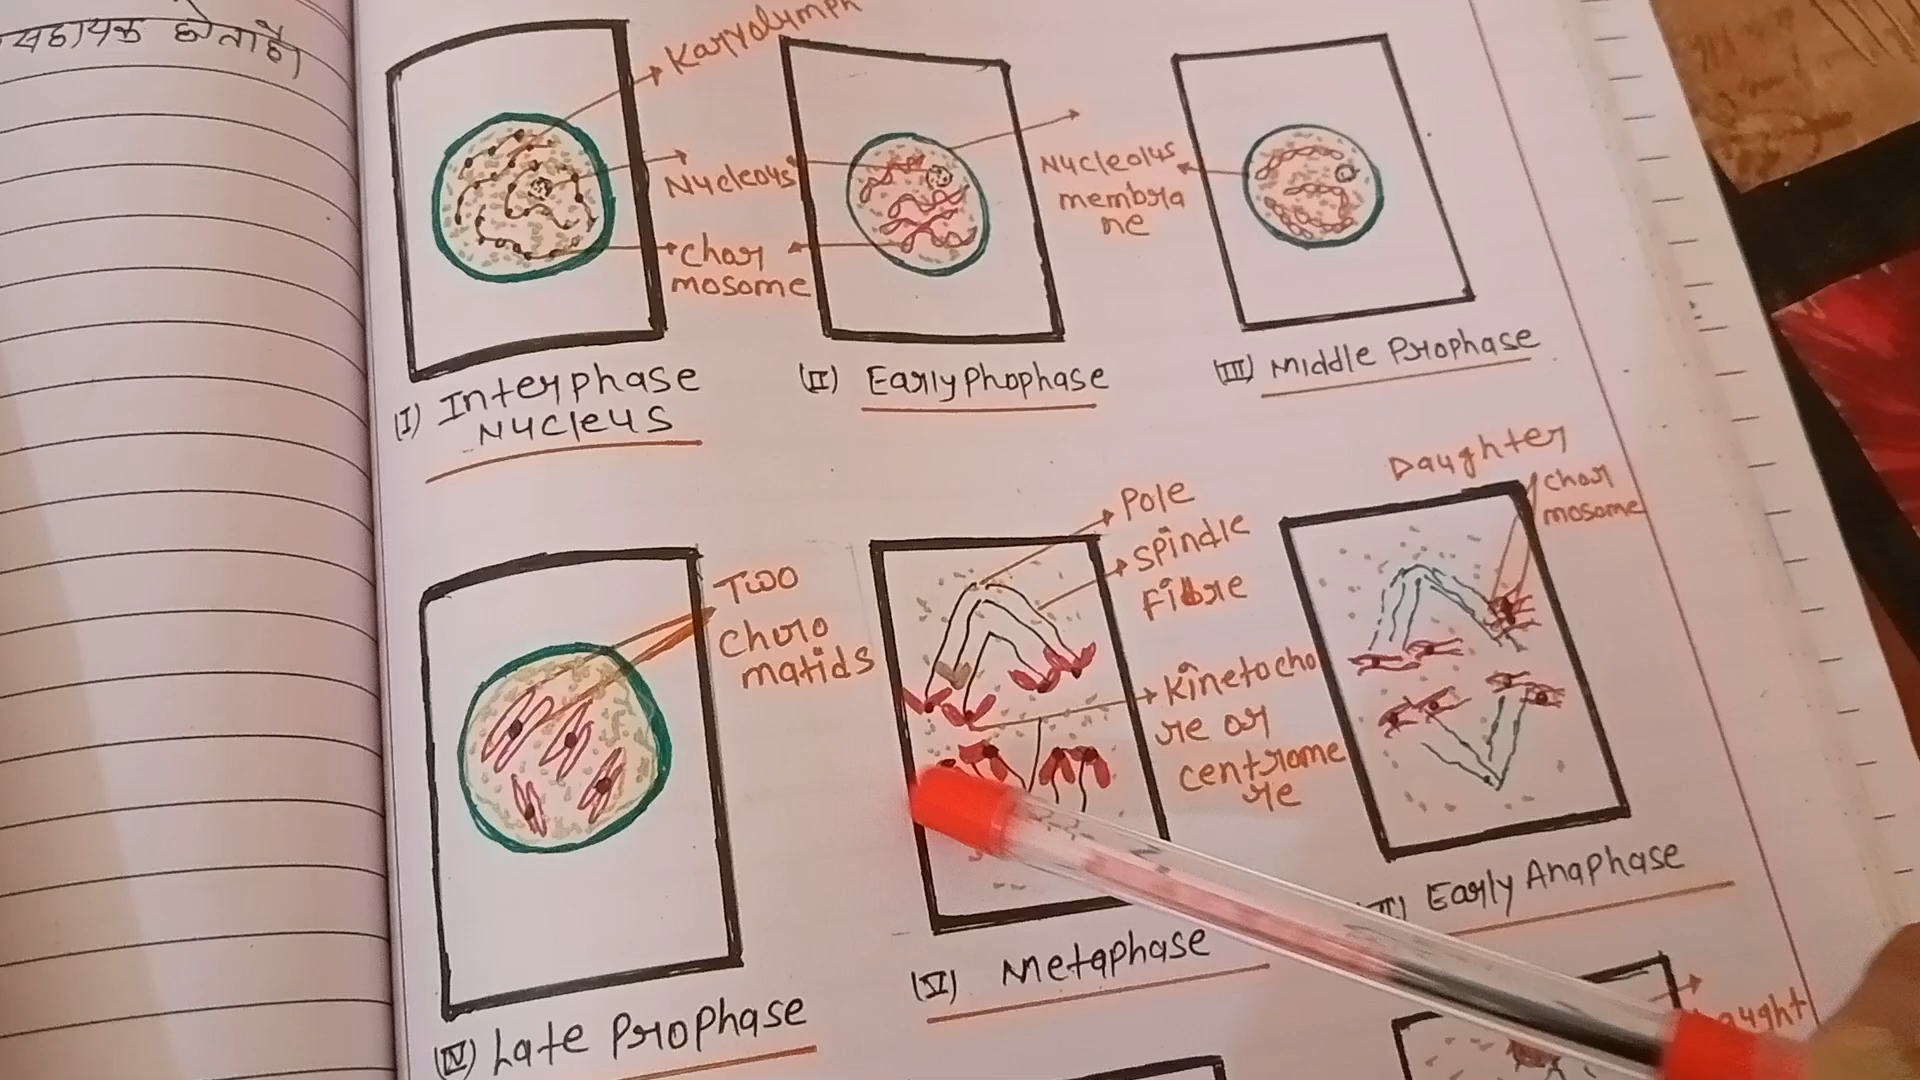 सहायक होता है।
Karyolymph
Nucleous
Chor
mosome
Nucleolus
membra
ne
(I) Interphase
Nucleus
(II) Early Phophase
(III) Middle Prophase
Two
Chro
matids
Pole
Spindle
Fibre
Kinetocho
re or
centrome
re
Daughter
chor
mosome
(IV) Late Prophase
(V) Metaphase
Early Anaphase